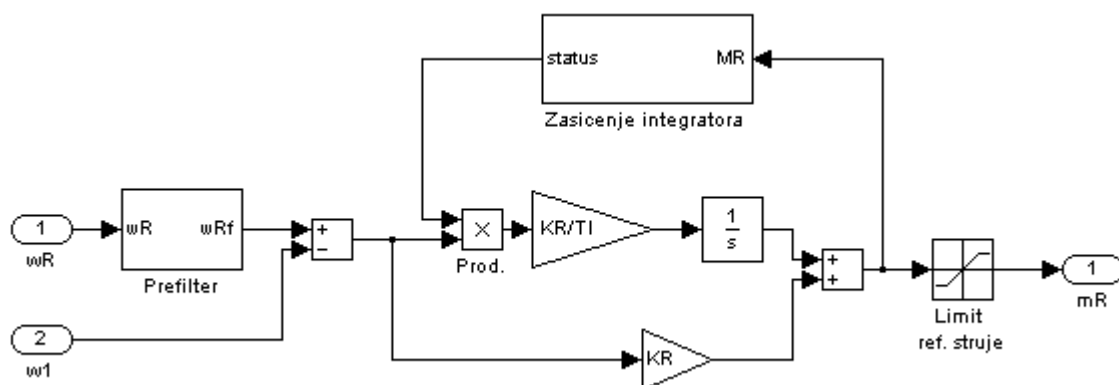 status MR
Zasicenje integratora
1
wR
wR wRf
Prefilter
+
−
×
Prod.
KR/TI
1
s
+
+
Limit
ref. struje
1
mR
2
w1
KR